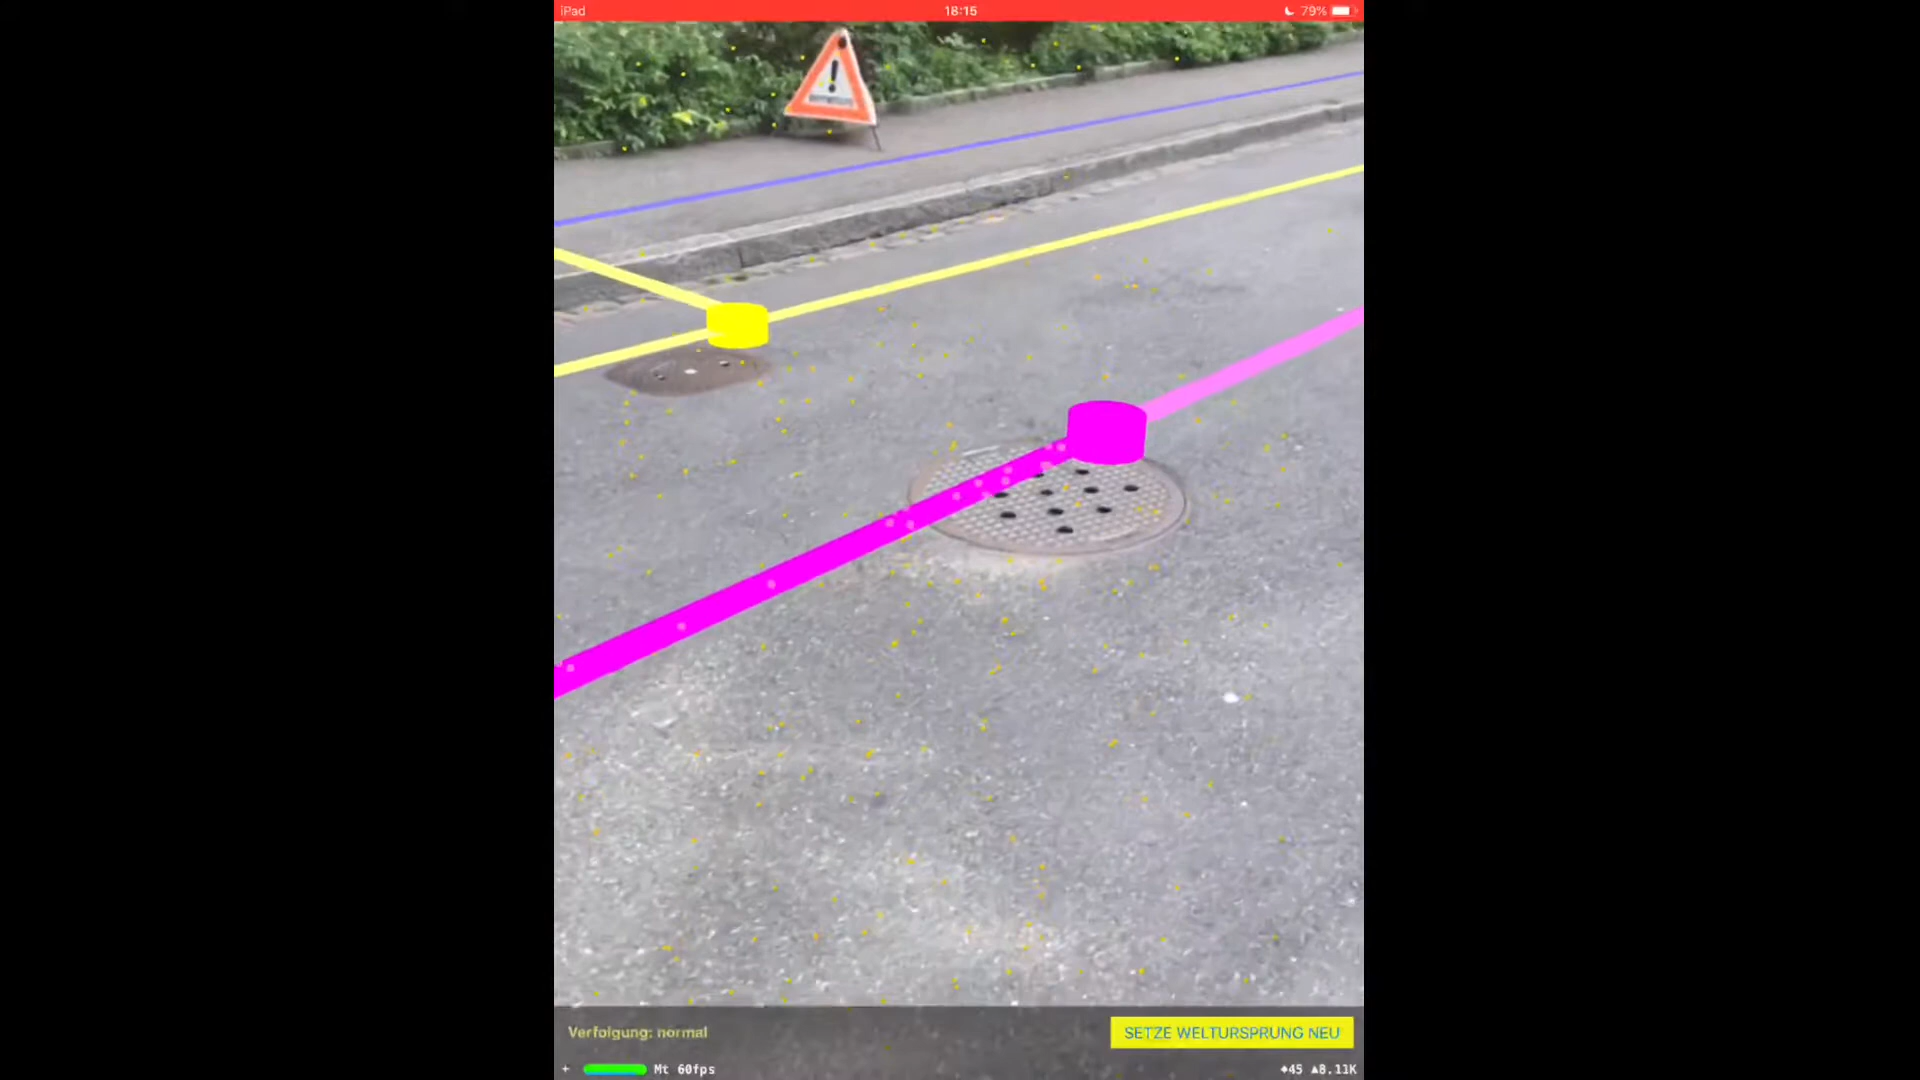 iPad 18:15 79%
!
Verfolgung: normal
SETZE WELTURSPRUNG NEU
+ Mt 60fps ◆45 ▲8.11K